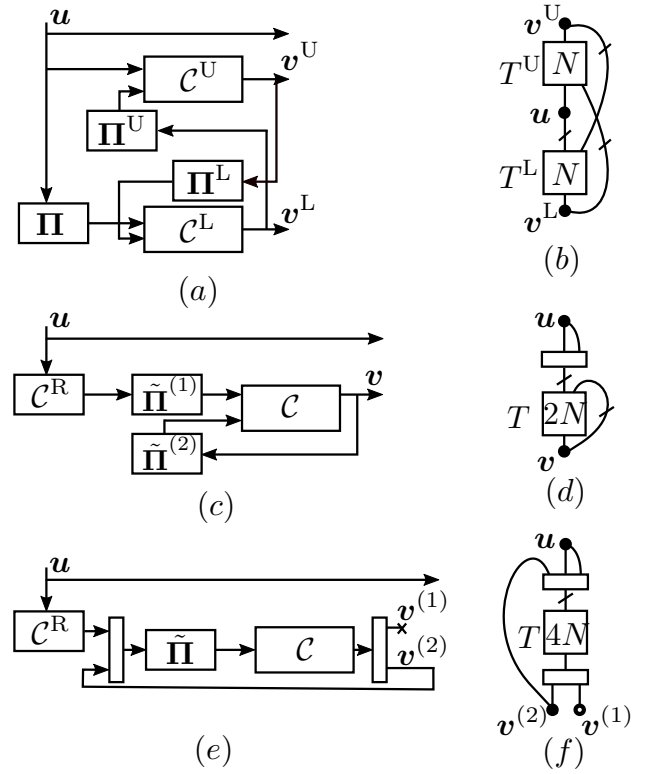 u
v^U
u
v^U
C^U
T^U N
Π^U
Π^L
v^L
T^L N
Π
C^L
v^L
(a)
(b)
u
u
C^R
Π̃^(1)
C
v
T 2N
Π̃^(2)
v
(c)
(d)
u
u
v^(1)
C^R
Π̃
C
v^(2)
T 4N
v^(2) v^(1)
(e)
(f)